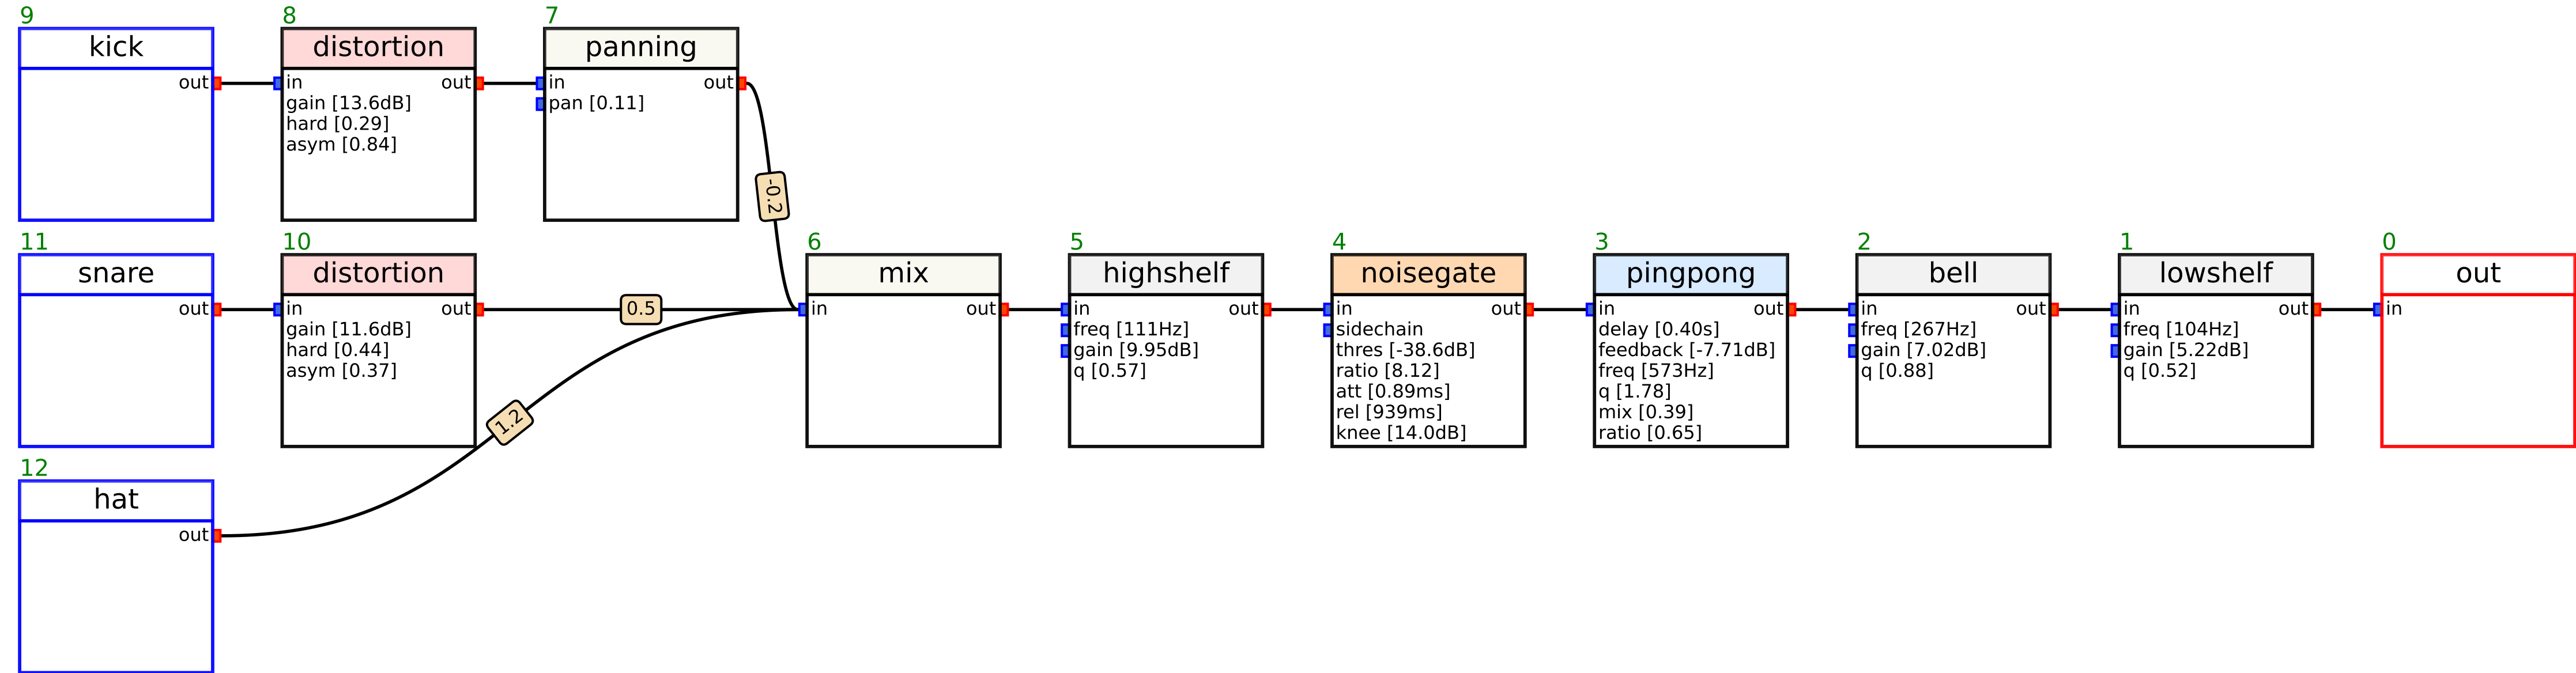 9
kick
out
8
distortion
in out
gain [13.6dB]
hard [0.29]
asym [0.84]
7
panning
in out
pan [0.11]
-0.2
11
snare
out
10
distortion
in out
gain [11.6dB]
hard [0.44]
asym [0.37]
0.5
12
hat
out
1.2
6
mix
in out
5
highshelf
in out
freq [111Hz]
gain [9.95dB]
q [0.57]
4
noisegate
in out
sidechain
thres [-38.6dB]
ratio [8.12]
att [0.89ms]
rel [939ms]
knee [14.0dB]
3
pingpong
in out
delay [0.40s]
feedback [-7.71dB]
freq [573Hz]
q [1.78]
mix [0.39]
ratio [0.65]
2
bell
in out
freq [267Hz]
gain [7.02dB]
q [0.88]
1
lowshelf
in out
freq [104Hz]
gain [5.22dB]
q [0.52]
0
out
in